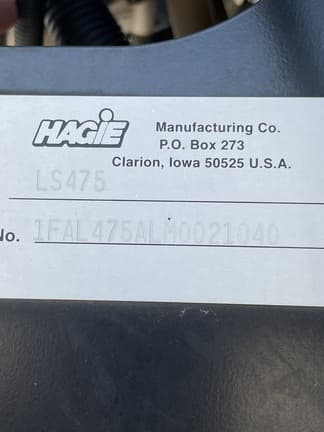 HAGIE Manufacturing Co.
P.O. Box 273
Clarion, Iowa 50525 U.S.A.
LS475
No. 1FAL475ALM0021040